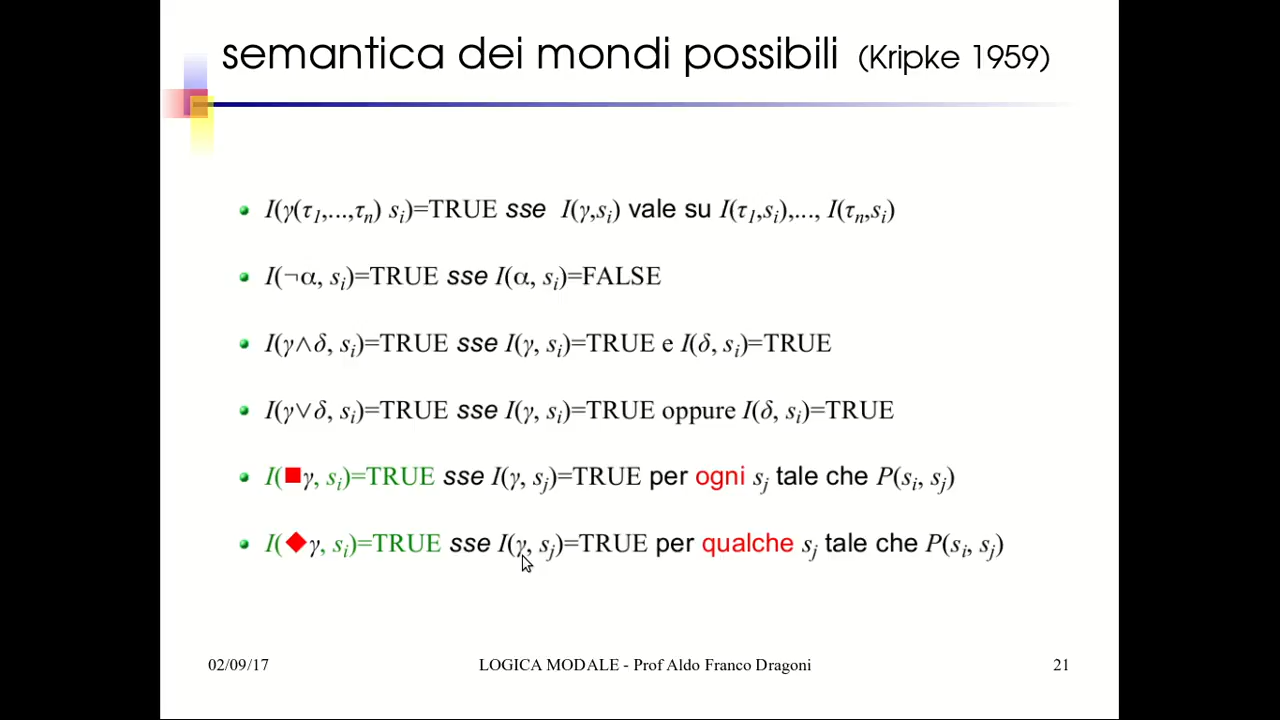 semantica dei mondi possibili (Kripke 1959)
I(γ(τ1,...,τn) si)=TRUE sse I(γ,si) vale su I(τ1,si),..., I(τn,si)
I(¬α, si)=TRUE sse I(α, si)=FALSE
I(γ∧δ, si)=TRUE sse I(γ, si)=TRUE e I(δ, si)=TRUE
I(γ∨δ, si)=TRUE sse I(γ, si)=TRUE oppure I(δ, si)=TRUE
I(■γ, si)=TRUE sse I(γ, sj)=TRUE per ogni sj tale che P(si, sj)
I(◆γ, si)=TRUE sse I(γ, sj)=TRUE per qualche sj tale che P(si, sj)
02/09/17 LOGICA MODALE - Prof Aldo Franco Dragoni 21